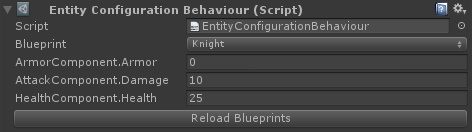 Entity Configuration Behaviour (Script)
Script EntityConfigurationBehaviour
Blueprint Knight
ArmorComponent.Armor 0
AttackComponent.Damage 10
HealthComponent.Health 25
Reload Blueprints